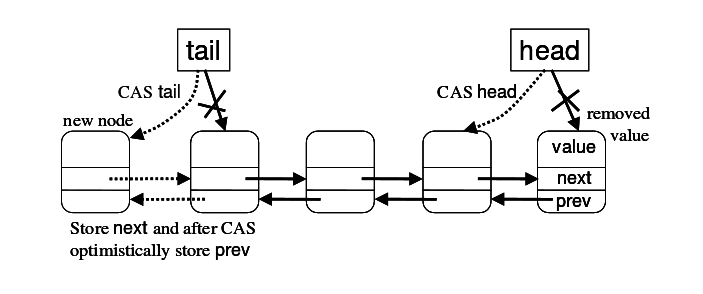 tail
head
CAS tail
CAS head
new node
removed
value
value
next
prev
Store next and after CAS
optimistically store prev